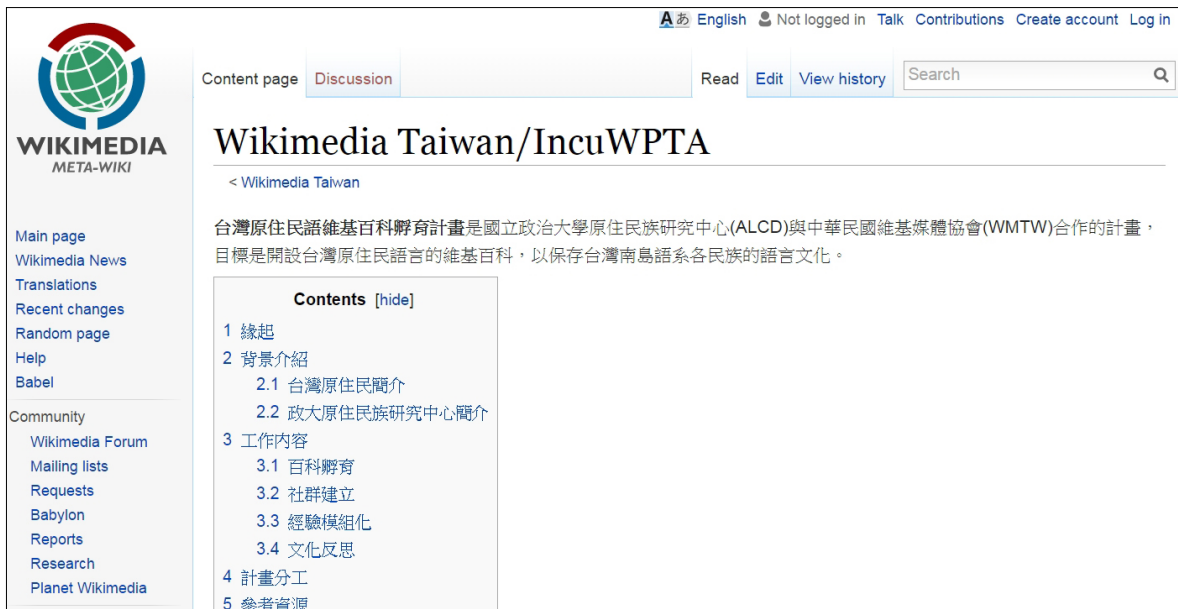 Aあ English Not logged in Talk Contributions Create account Log in
Content page Discussion Read Edit View history Search
WIKIMEDIA
META-WIKI
Wikimedia Taiwan/IncuWPTA
< Wikimedia Taiwan
台灣原住民語維基百科孵育計畫是國立政治大學原住民族研究中心(ALCD)與中華民國維基媒體協會(WMTW)合作的計畫，
目標是開設台灣原住民語言的維基百科，以保存台灣南島語系各民族的語言文化。
Main page
Wikimedia News
Translations
Recent changes
Random page
Help
Babel
Community
Wikimedia Forum
Mailing lists
Requests
Babylon
Reports
Research
Planet Wikimedia
Contents [hide]
1 緣起
2 背景介紹
2.1 台灣原住民簡介
2.2 政大原住民族研究中心簡介
3 工作內容
3.1 百科孵育
3.2 社群建立
3.3 經驗模組化
3.4 文化反思
4 計畫分工
5 參考資源